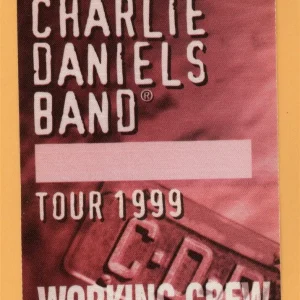 CHARLIE
DANIELS
BAND®
TOUR 1999
C-D
WORKING CREW